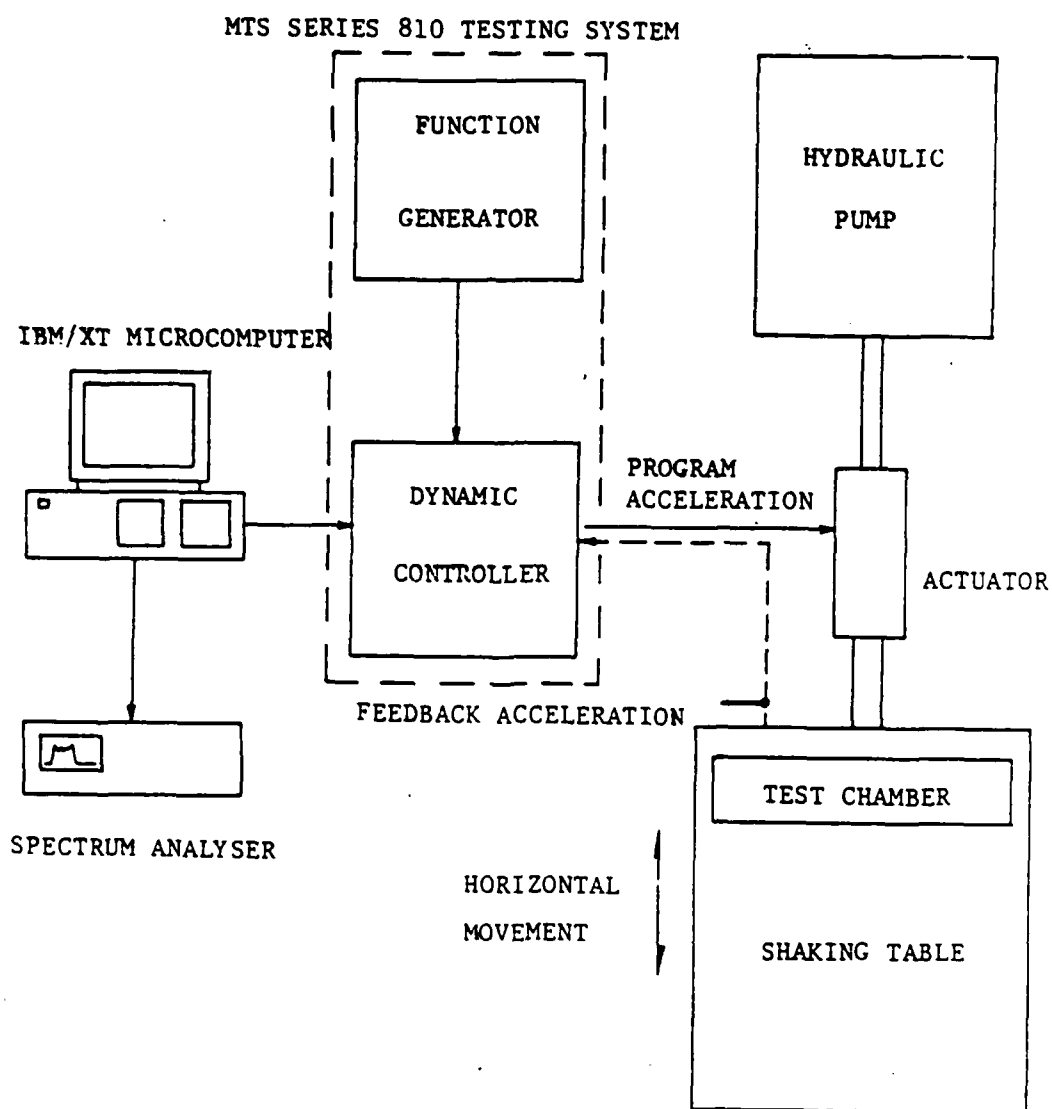 MTS SERIES 810 TESTING SYSTEM
FUNCTION
GENERATOR
HYDRAULIC
PUMP
IBM/XT MICROCOMPUTER
DYNAMIC
CONTROLLER
PROGRAM
ACCELERATION
ACTUATOR
FEEDBACK ACCELERATION
TEST CHAMBER
SPECTRUM ANALYSER
HORIZONTAL
MOVEMENT
SHAKING TABLE